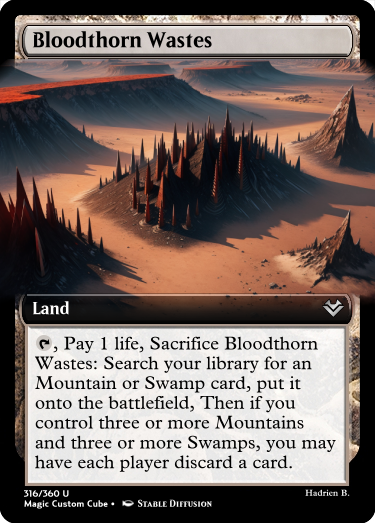 Bloodthorn Wastes
Land
, Pay 1 life, Sacrifice Bloodthorn
Wastes: Search your library for an
Mountain or Swamp card, put it
onto the battlefield, Then if you
control three or more Mountains
and three or more Swamps, you may
have each player discard a card.
316/360 U
Hadrien B.
Magic Custom Cube • Stable Diffusion